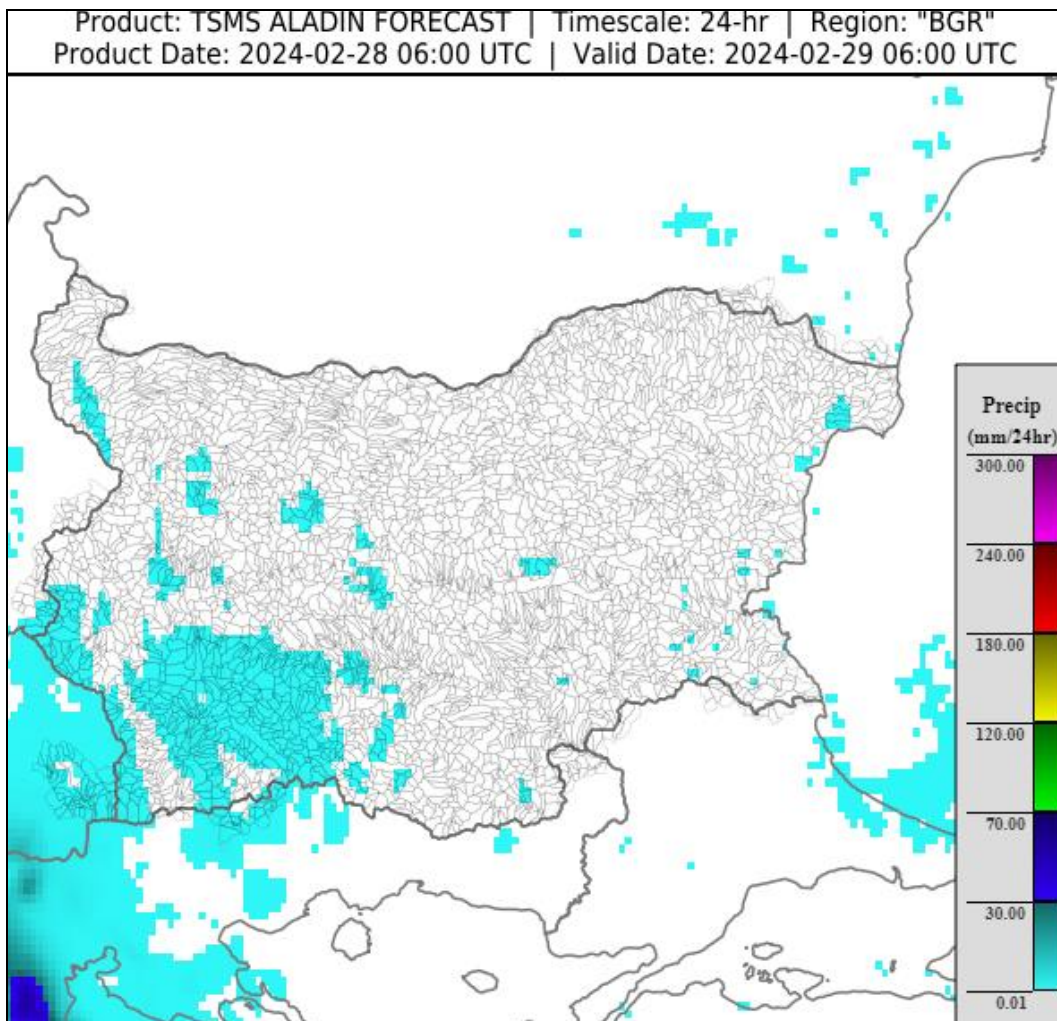 Product: TSMS ALADIN FORECAST | Timescale: 24-hr | Region: "BGR"
Product Date: 2024-02-28 06:00 UTC | Valid Date: 2024-02-29 06:00 UTC
Precip
(mm/24hr)
300.00
240.00
180.00
120.00
70.00
30.00
0.01